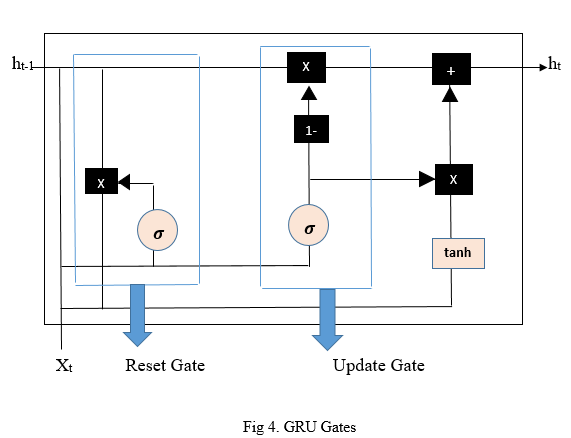 ht-1
X
+
ht
1-
X
X
σ
σ
tanh
Xt
Reset Gate
Update Gate
Fig 4. GRU Gates